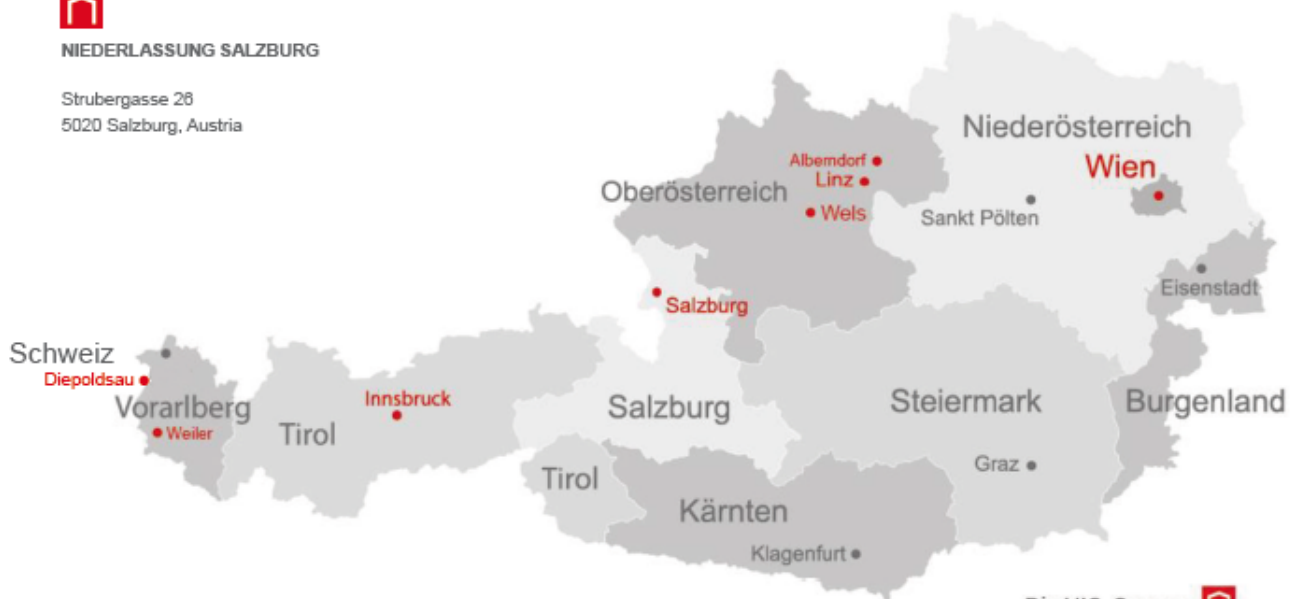 NIEDERLASSUNG SALZBURG
Strubergasse 26
5020 Salzburg, Austria
Niederösterreich
Wien
Alberndorf
Linz
Oberösterreich
Wels
Sankt Pölten
Eisenstadt
Salzburg
Schweiz
Diepoldsau
Vorarlberg
Weiler
Innsbruck
Tirol
Salzburg
Steiermark
Burgenland
Graz
Tirol
Kärnten
Klagenfurt